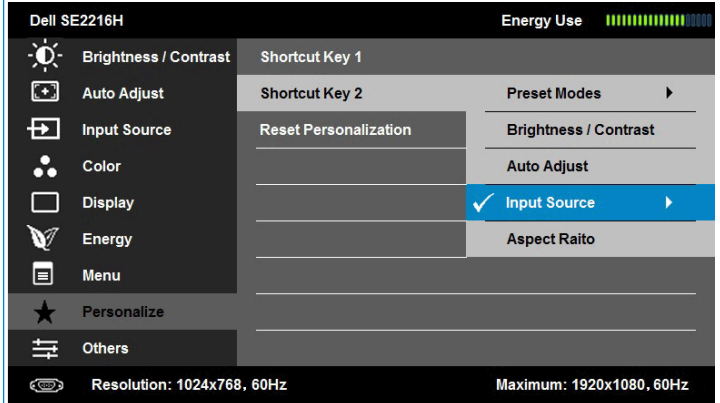 Dell SE2216H Energy Use
Brightness / Contrast Shortcut Key 1
Auto Adjust Shortcut Key 2 Preset Modes
Input Source Reset Personalization Brightness / Contrast
Color Auto Adjust
Display Input Source
Energy Aspect Raito
Menu
Personalize
Others
Resolution: 1024x768, 60Hz Maximum: 1920x1080, 60Hz